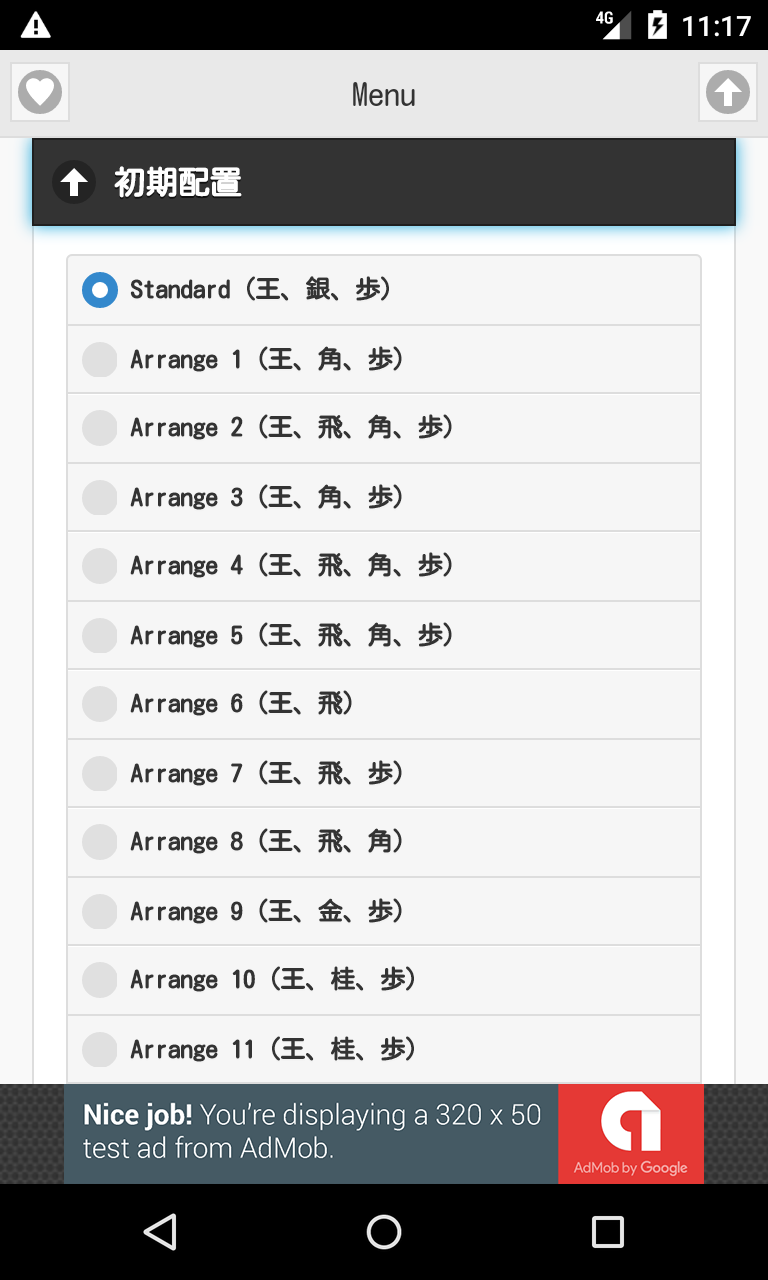 4G 11:17
Menu
初期配置
Standard (王、銀、歩)
Arrange 1 (王、角、歩)
Arrange 2 (王、飛、角、歩)
Arrange 3 (王、角、歩)
Arrange 4 (王、飛、角、歩)
Arrange 5 (王、飛、角、歩)
Arrange 6 (王、飛)
Arrange 7 (王、飛、歩)
Arrange 8 (王、飛、角)
Arrange 9 (王、金、歩)
Arrange 10 (王、桂、歩)
Arrange 11 (王、桂、歩)
Nice job! You're displaying a 320 x 50
test ad from AdMob.
AdMob by Google